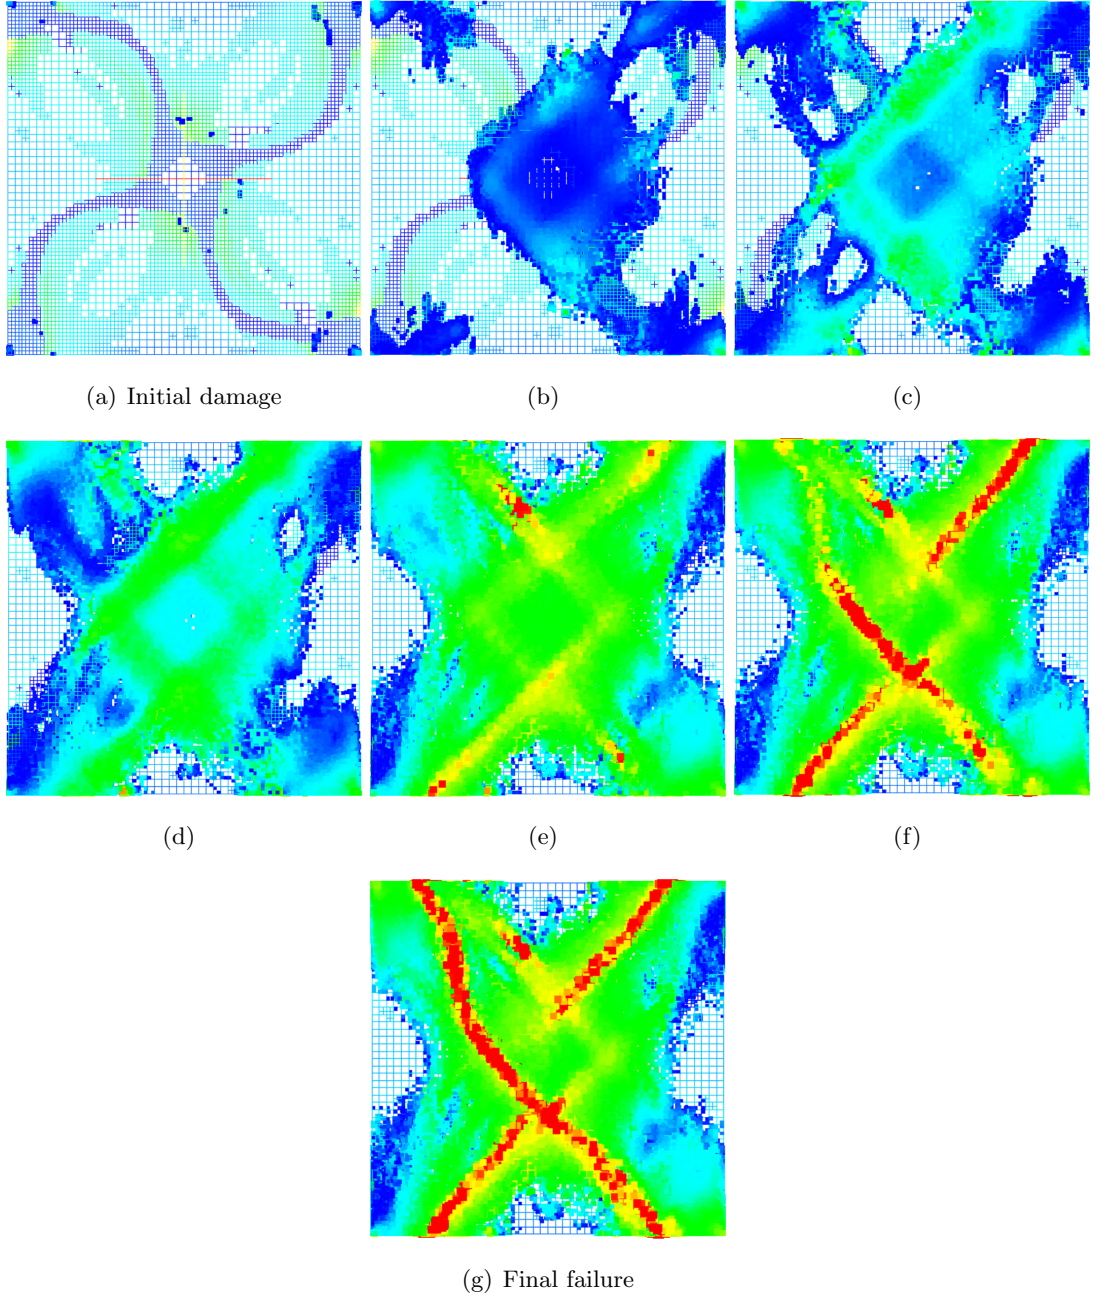 (a) Initial damage
(b)
(c)
(d)
(e)
(f)
(g) Final failure